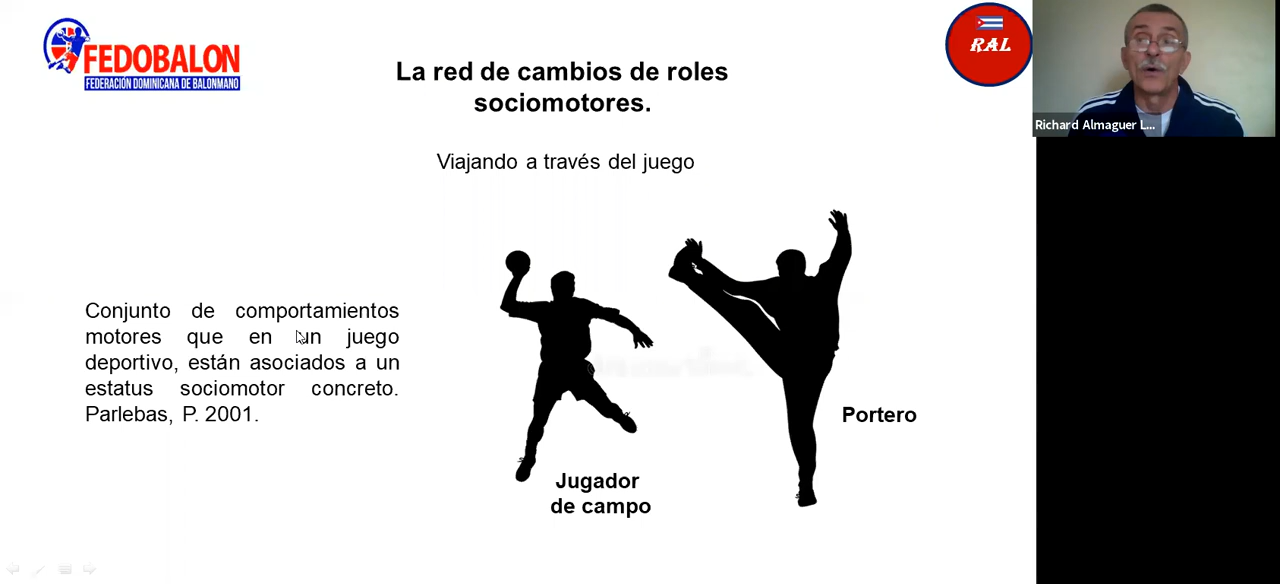 FEDOBALON
FEDERACIÓN DOMINICANA DE BALONMANO
La red de cambios de roles
sociomotores.
RAL
Richard Almaguer L...
Viajando a través del juego
Conjunto de comportamientos
motores que en un juego
deportivo, están asociados a un
estatus sociomotor concreto.
Parlebas, P. 2001.
Portero
Jugador
de campo